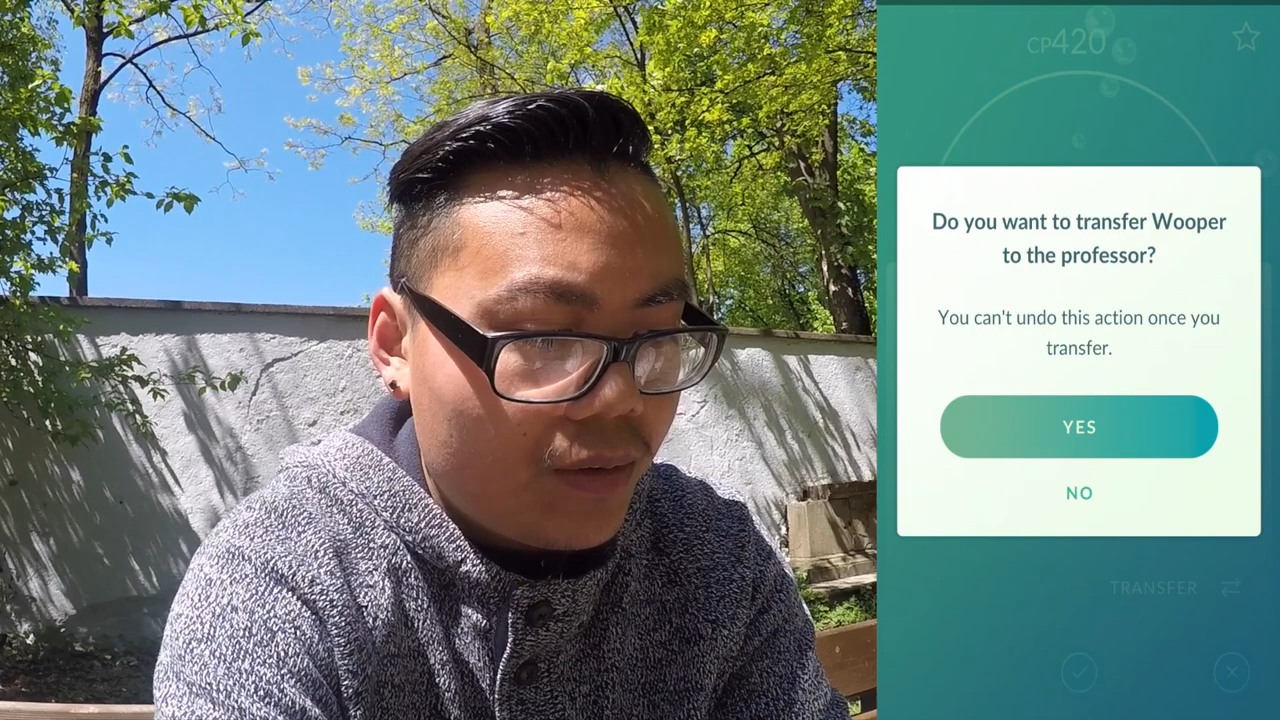 CP420
Do you want to transfer Wooper
to the professor?
You can't undo this action once you
transfer.
YES
NO
TRANSFER